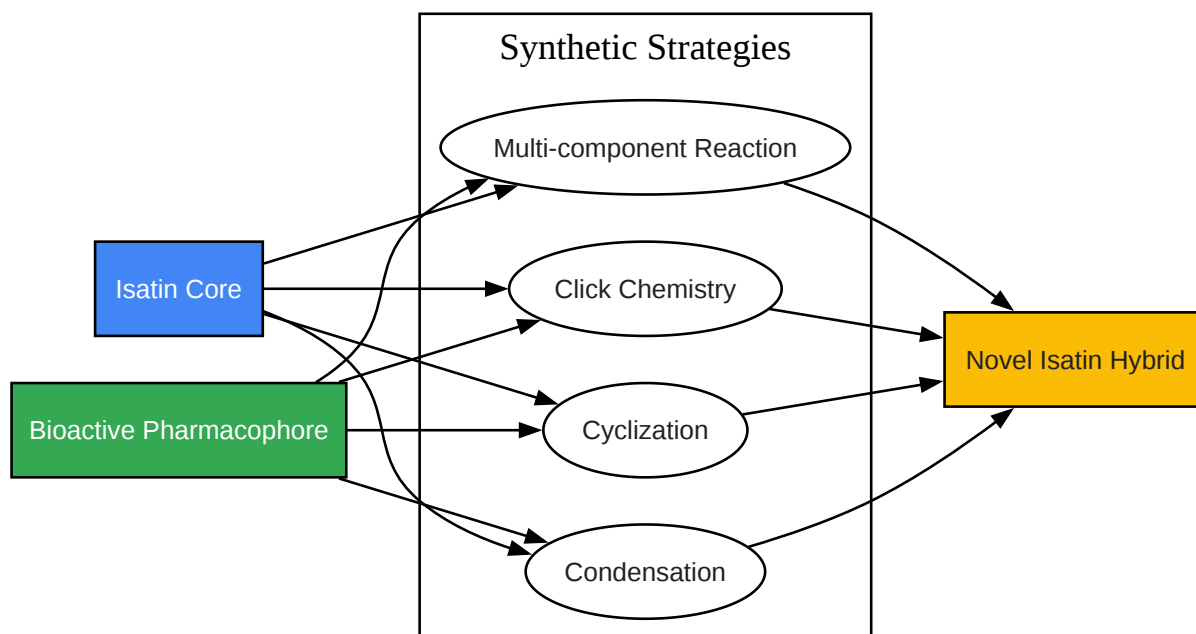 Synthetic Strategies
Multi-component Reaction
Isatin Core
Click Chemistry
Novel Isatin Hybrid
Bioactive Pharmacophore
Cyclization
Condensation